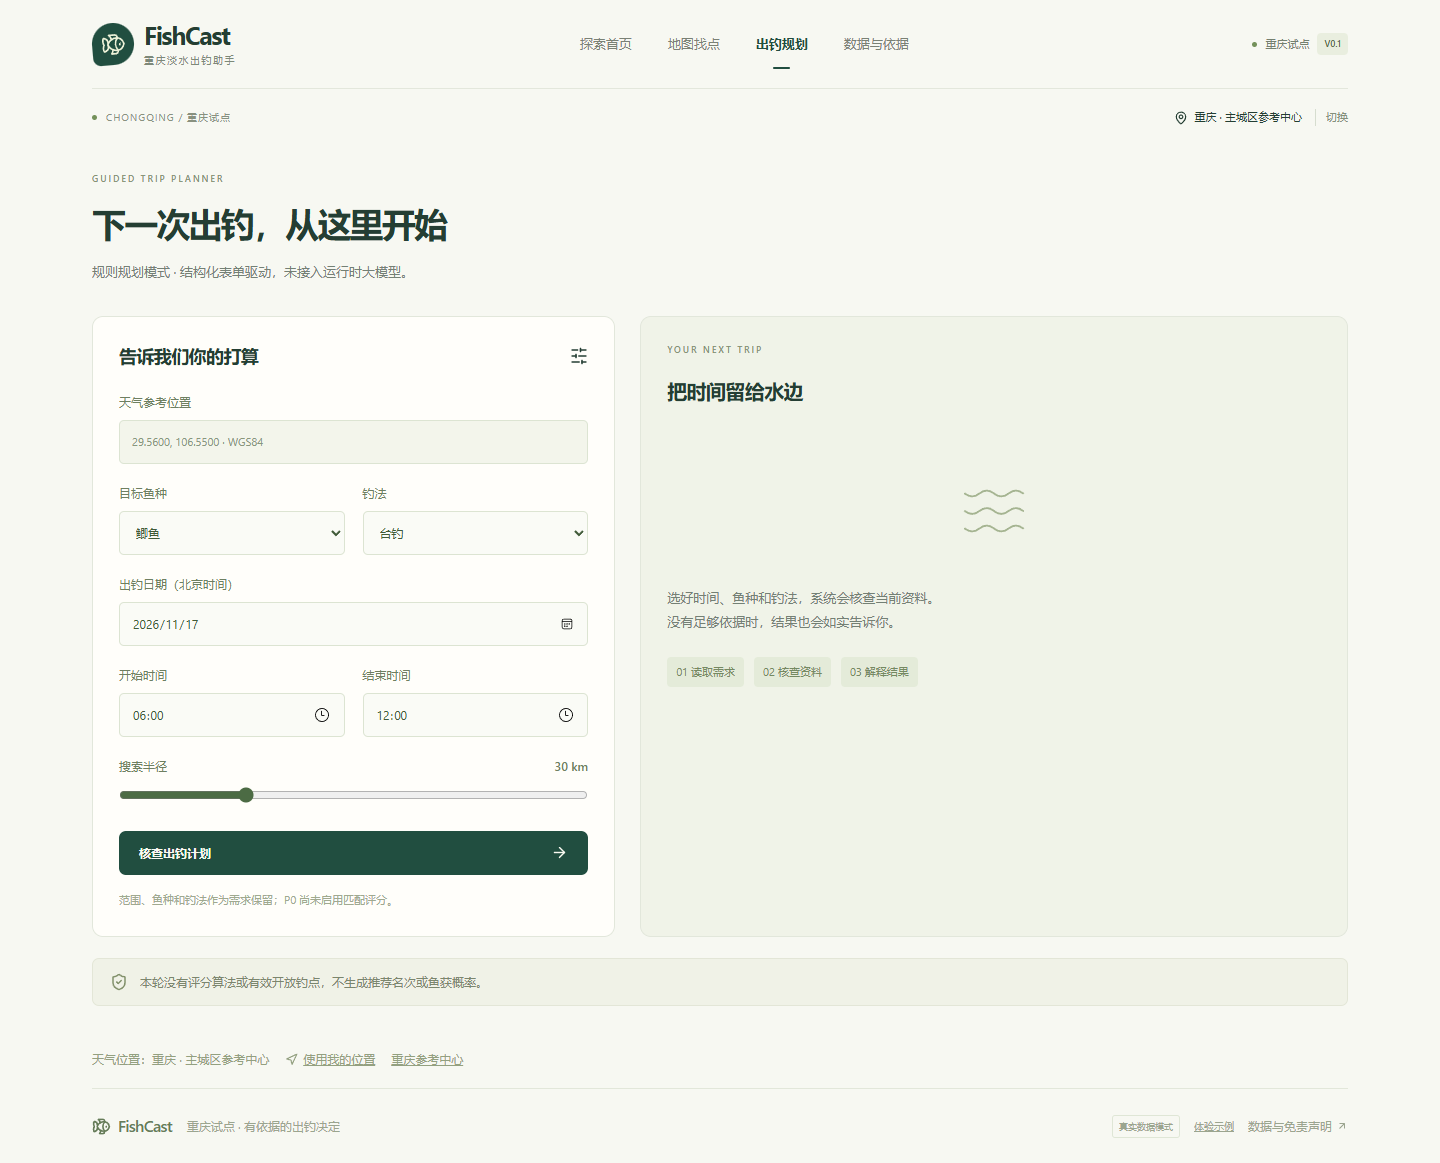 FishCast
重庆淡水出钓助手
探索首页
地图找点
出钓规划
数据与依据
重庆试点
V0.1
CHONGQING / 重庆试点
重庆 · 主城区参考中心
切换
GUIDED TRIP PLANNER
下一次出钓，从这里开始
规则规划模式 · 结构化表单驱动，未接入运行时大模型。
告诉我们你的打算
天气参考位置
29.5600, 106.5500 · WGS84
目标鱼种
钓法
鲫鱼
台钓
出钓日期（北京时间）
2026/11/17
开始时间
结束时间
06:00
12:00
搜索半径
30 km
核查出钓计划
范围、鱼种和钓法作为需求保留；P0 尚未启用匹配评分。
YOUR NEXT TRIP
把时间留给水边
选好时间、鱼种和钓法，系统会核查当前资料。
没有足够依据时，结果也会如实告诉你。
01 读取需求
02 核查资料
03 解释结果
本轮没有评分算法或有效开放钓点，不生成推荐名次或鱼获概率。
天气位置：重庆 · 主城区参考中心
使用我的位置
重庆参考中心
FishCast
重庆试点 · 有依据的出钓决定
真实数据模式
体验示例
数据与免责声明